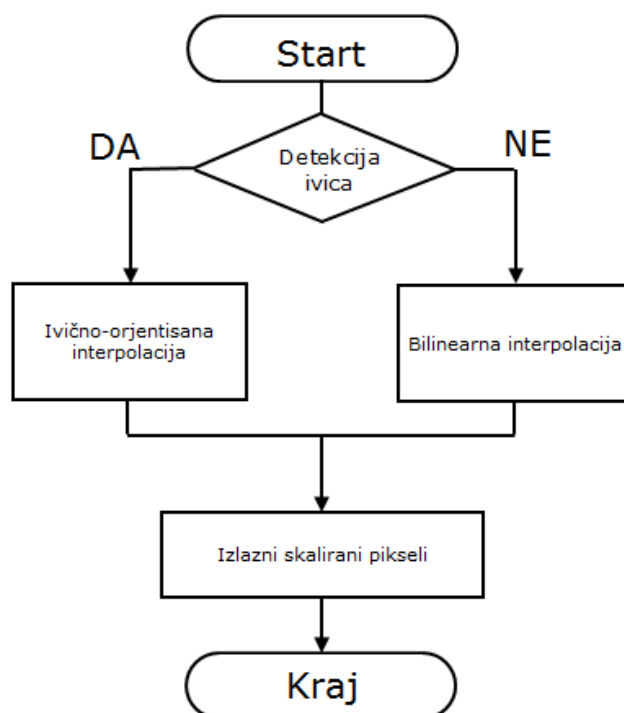 Start
DA
NE
Detekcija
ivica
Ivično-orjentisana
interpolacija
Bilinearna interpolacija
Izlazni skalirani pikseli
Kraj